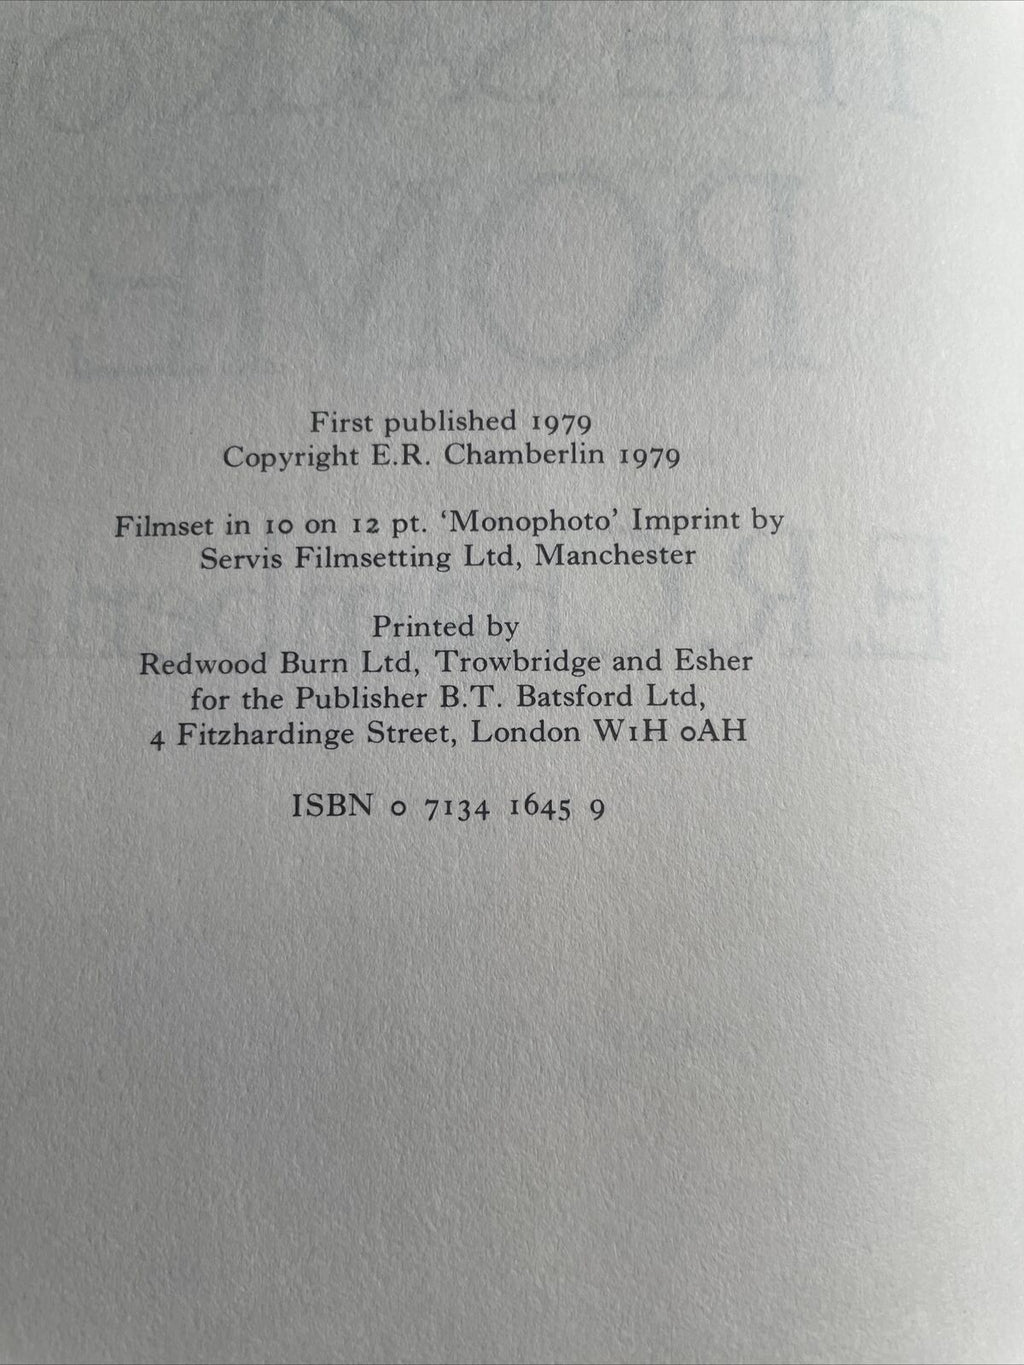 First published 1979
Copyright E.R. Chamberlin 1979
Filmset in 10 on 12 pt. ‘Monophoto’ Imprint by
Servis Filmsetting Ltd, Manchester
Printed by
Redwood Burn Ltd, Trowbridge and Esher
for the Publisher B.T. Batsford Ltd,
4 Fitzhardinge Street, London W1H 0AH
ISBN 0 7134 1645 9